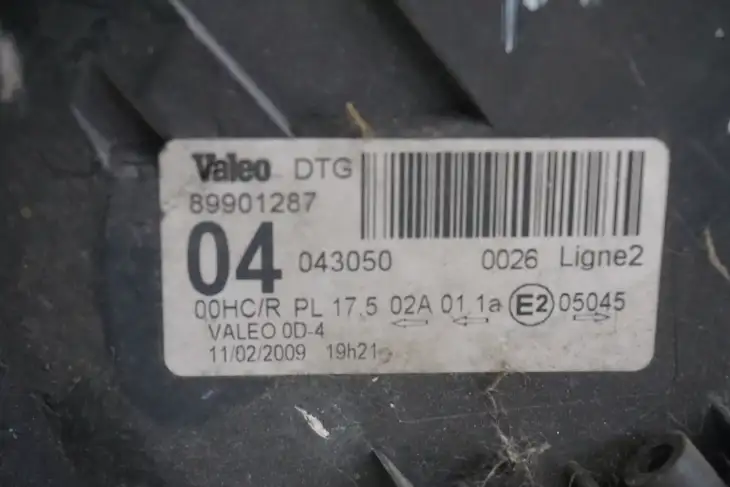 Valeo DTG
89901287
04 043050 0026 Ligne2
00HC/R PL 17.5 02A 01 1a E2 05045
VALEO 0D-4
11/02/2009 19h21